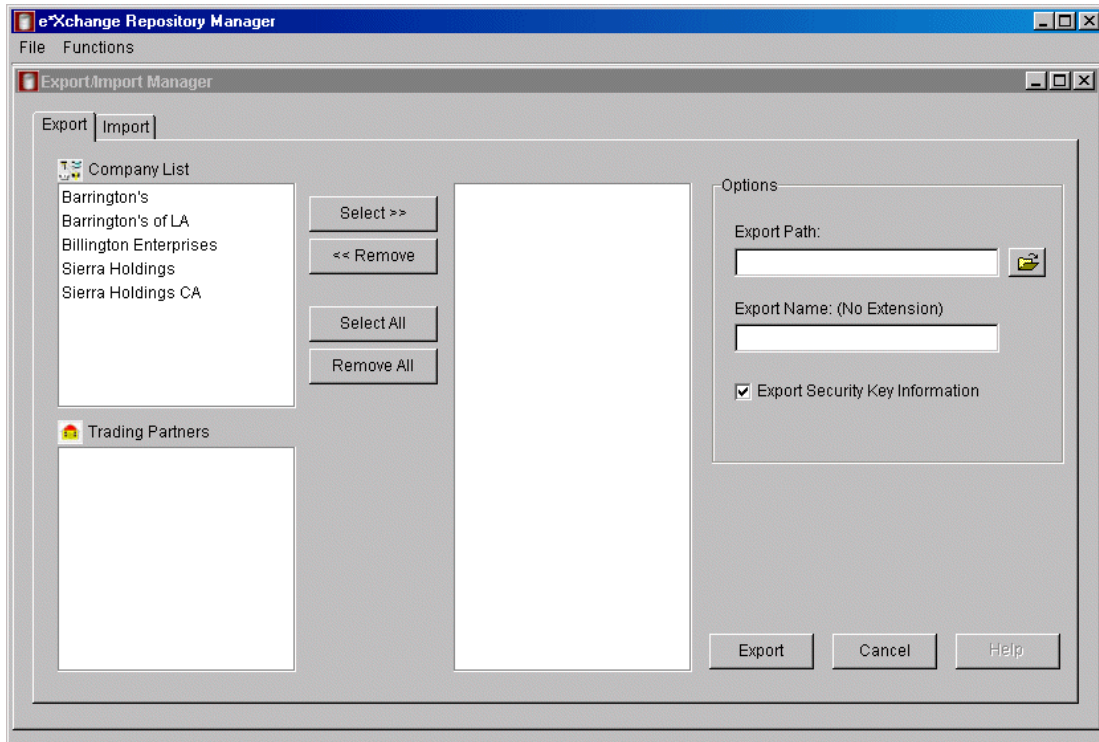 e*Xchange Repository Manager
File Functions
Export/Import Manager
Export Import
Company List
Barrington's
Barrington's of LA
Billington Enterprises
Sierra Holdings
Sierra Holdings CA
Select >>
<< Remove
Select All
Remove All
Trading Partners
Options
Export Path:
Export Name: (No Extension)
Export Security Key Information
Export Cancel Help